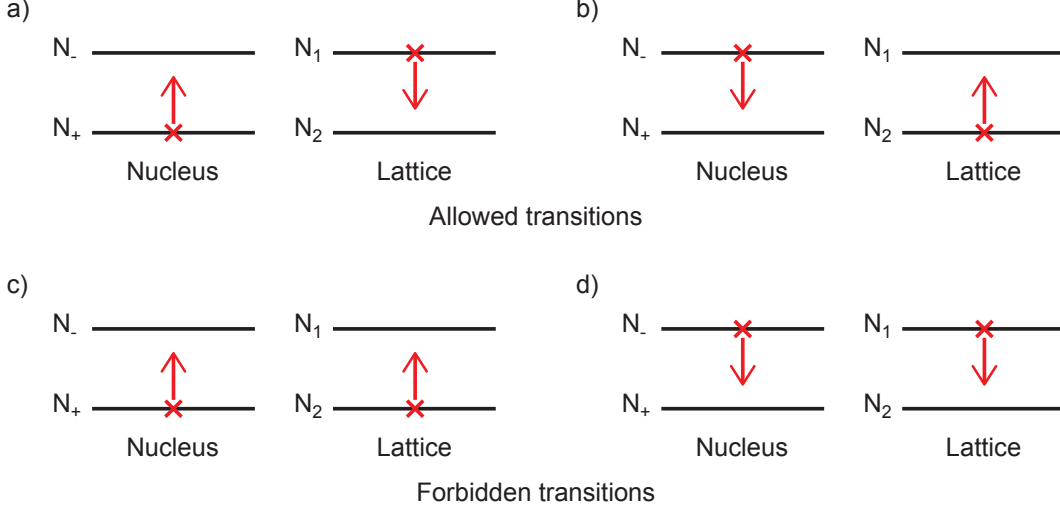 a) b)
N- N1 N- N1
N+ N2 N+ N2
Nucleus Lattice Nucleus Lattice
Allowed transitions
c) d)
N- N1 N- N1
N+ N2 N+ N2
Nucleus Lattice Nucleus Lattice
Forbidden transitions